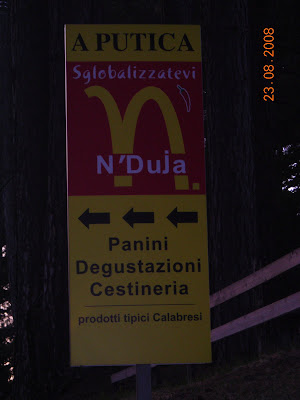 A PUTICA
Sglobalizzatevi
N'Duja
Panini
Degustazioni
Cestineria
prodotti tipici Calabresi
23.08.2008